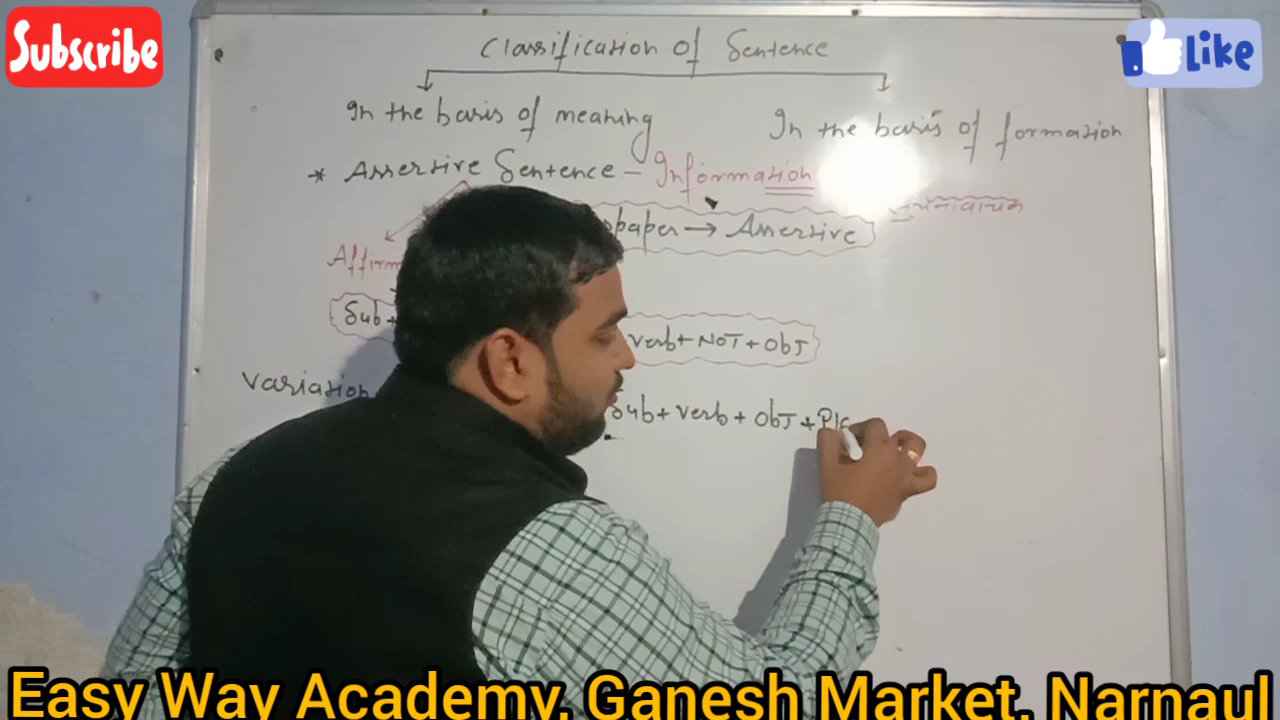 Subscribe
Like
Classification of Sentence
In the basis of meaning
In the basis of formation
* Assertive Sentence - Information
paper → Assertive
Affirm
Sub +
verb + NOT + Obj
Variation
Sub + verb + Obj + Pla
Easy Way Academy, Ganesh Market, Narnaul